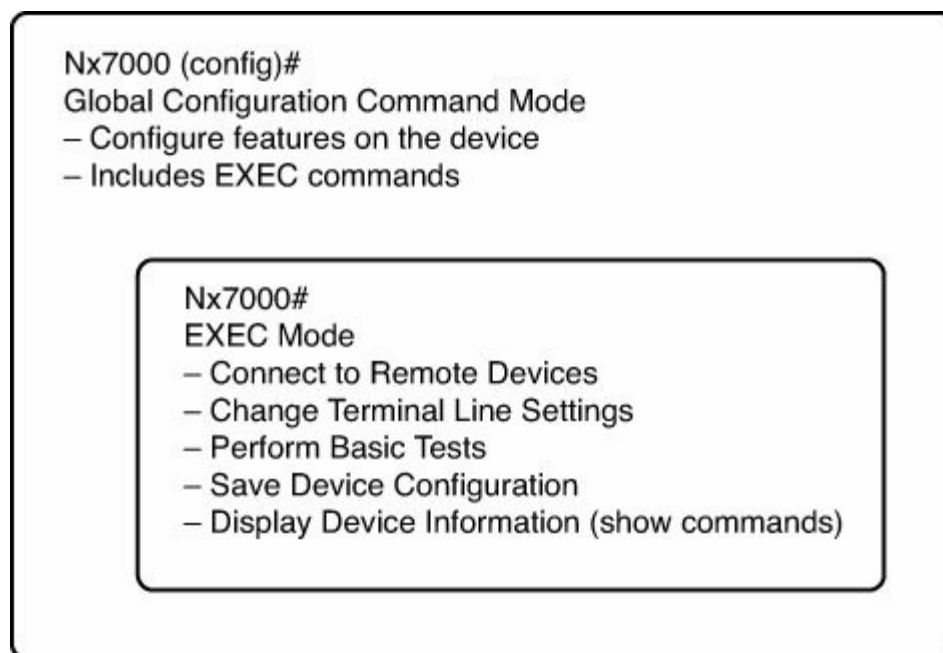 Nx7000 (config)#
Global Configuration Command Mode
– Configure features on the device
– Includes EXEC commands
Nx7000#
EXEC Mode
– Connect to Remote Devices
– Change Terminal Line Settings
– Perform Basic Tests
– Save Device Configuration
– Display Device Information (show commands)